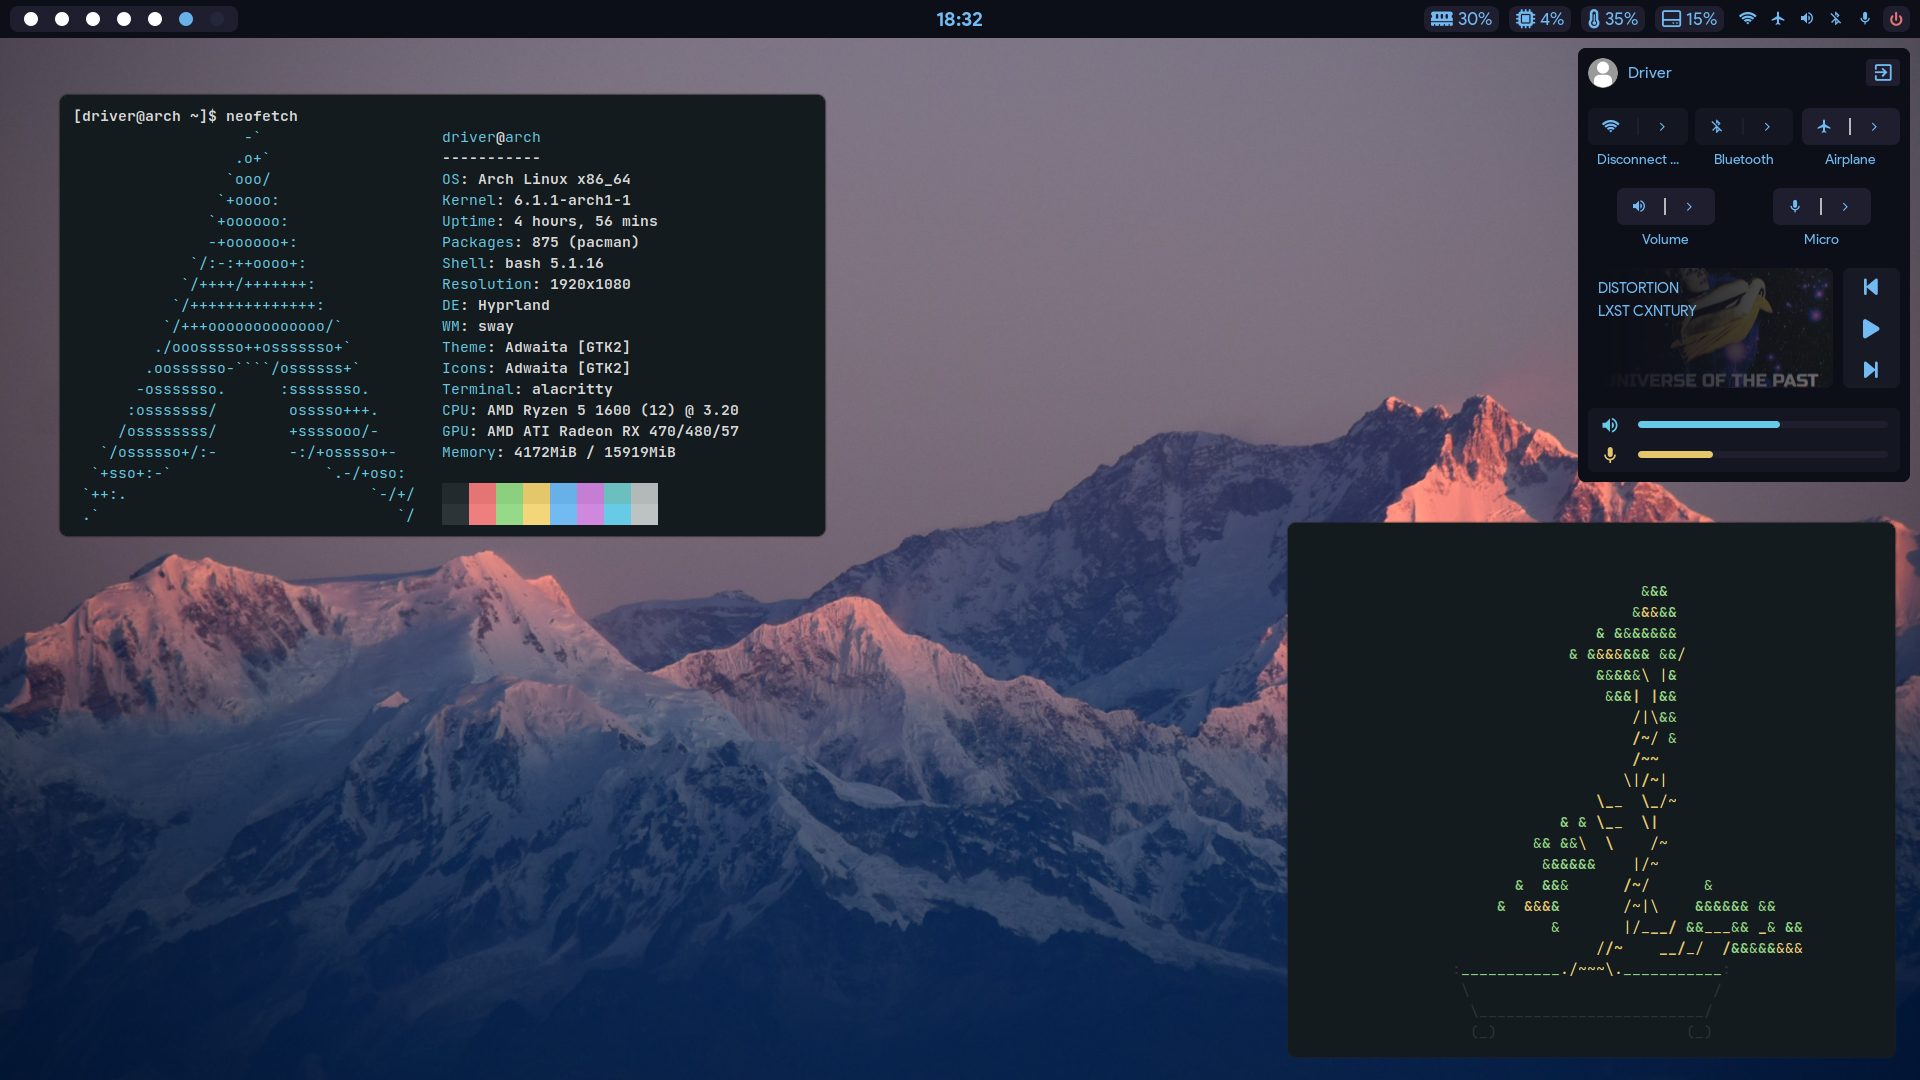 18:32
30%
4%
35%
15%
[driver@arch ~]$ neofetch
-`
.o+`
`ooo/
`+oooo:
`+oooooo:
-+oooooo+:
`/:-:++oooo+:
`/++++/+++++++:
`/++++++++++++++:
`/+++ooooooooooooo/`
./ooosssso++osssssso+`
.oossssso-````/ossssss+`
-osssssso.      :ssssssso.
:osssssss/        osssso+++.
/ossssssss/        +ssssooo/-
`/ossssso+/:-        -:/+osssso+-
`+sso+:-`                 `.-/+oso:
`++:.                           `-/+/
.`                                 `/
driver@arch
-----------
OS: Arch Linux x86_64
Kernel: 6.1.1-arch1-1
Uptime: 4 hours, 56 mins
Packages: 875 (pacman)
Shell: bash 5.1.16
Resolution: 1920x1080
DE: Hyprland
WM: sway
Theme: Adwaita [GTK2]
Icons: Adwaita [GTK2]
Terminal: alacritty
CPU: AMD Ryzen 5 1600 (12) @ 3.20
GPU: AMD ATI Radeon RX 470/480/57
Memory: 4172MiB / 15919MiB
Driver
Disconnect ...
Bluetooth
Airplane
Volume
Micro
DISTORTION
LXST CXNTURY
UNIVERSE OF THE PAST
&&&
&&&&&
& &&&&&&&
& &&&&&&& &&/
&&&&&\ |&
&&&| |&&
/|\&&
/~/ &
/~~
\|/~|
\__  \_/~
& & \__  \|
&& &&\  \    /~
&&&&&&    |/~
&  &&&      /~/      &
&  &&&&       /~|\    &&&&&& &&
&       |/___/ &&___&& _& &&
//~    __/_/  /&&&&&&&&
:___________./~~~\.___________:
\                           /
\_________________________/
(_)                     (_)